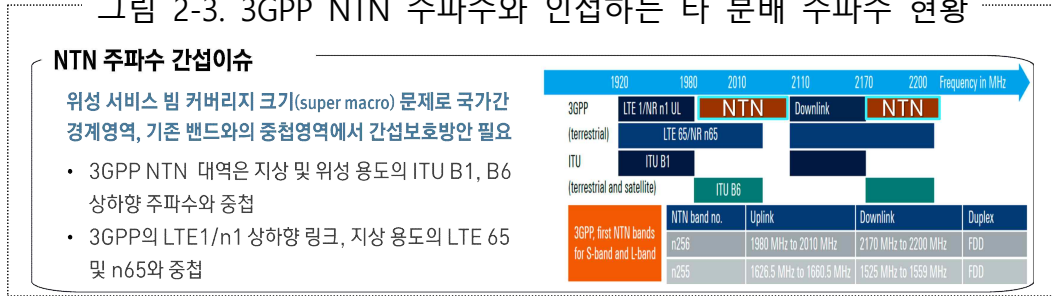 그림 2-3. 3GPP NTN 주파수와 인접하는 타 분배 주파수 현황
NTN 주파수 간섭이슈
위성 서비스 빔 커버리지 크기(super macro) 문제로 국가간
경계영역, 기존 밴드와의 중첩영역에서 간섭보호방안 필요
• 3GPP NTN 대역은 지상 및 위성 용도의 ITU B1, B6
상하향 주파수와 중첩
• 3GPP의 LTE1/n1 상하향 링크, 지상 용도의 LTE 65
및 n65와 중첩
1920 1980 2010 2110 2170 2200 Frequency in MHz
3GPP LTE 1/NR n1 UL NTN Downlink NTN
(terrestrial) LTE 65/NR n65
ITU ITU B1
(terrestrial and satellite) ITU B6
3GPP, first NTN bands
for S-band and L-band
NTN band no. Uplink Downlink Duplex
n256 1980 MHz to 2010 MHz 2170 MHz to 2200 MHz FDD
n255 1626.5 MHz to 1660.5 MHz 1525 MHz to 1559 MHz FDD